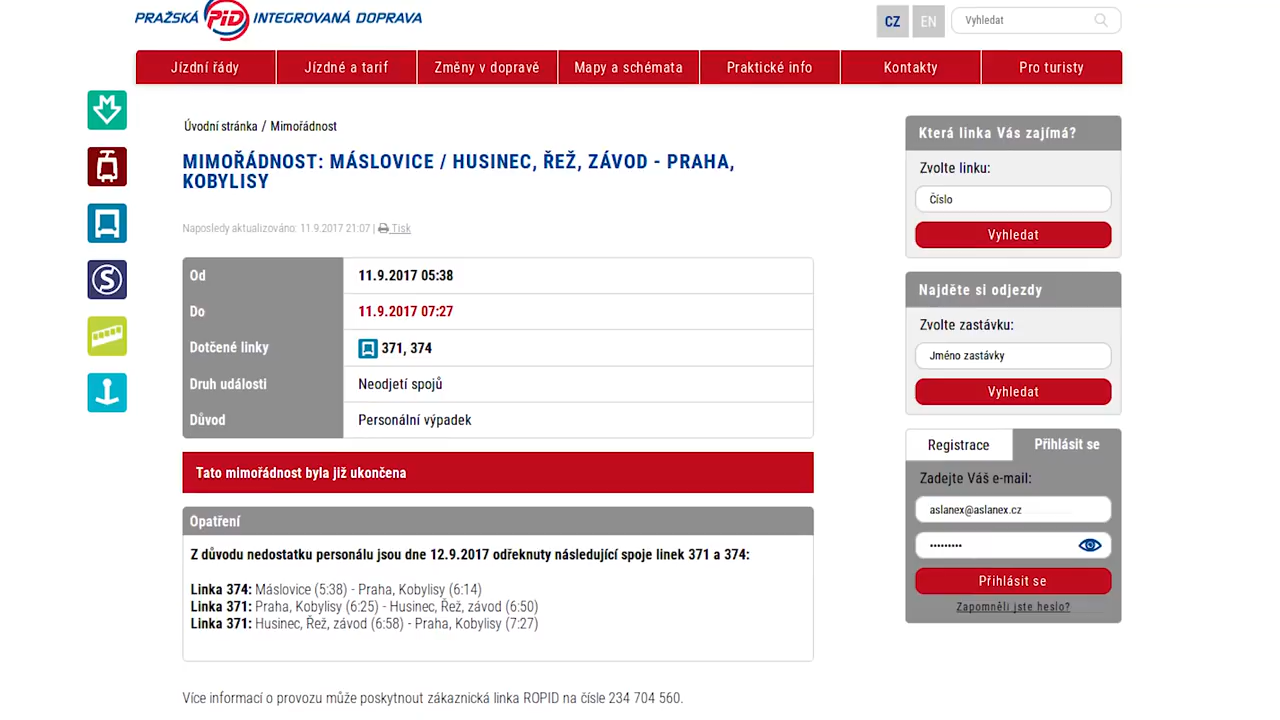 PRAŽSKÁ PID INTEGROVANÁ DOPRAVA
CZ EN Vyhledat
Jízdní řády Jízdné a tarif Změny v dopravě Mapy a schémata Praktické info Kontakty Pro turisty
Úvodní stránka / Mimořádnost
MIMOŘÁDNOST: MÁSLOVICE / HUSINEC, ŘEŽ, ZÁVOD - PRAHA,
KOBYLISY
Naposledy aktualizováno: 11.9.2017 21:07 | Tisk
Od 11.9.2017 05:38
Do 11.9.2017 07:27
Dotčené linky 371, 374
Druh události Neodjetí spojů
Důvod Personální výpadek
Tato mimořádnost byla již ukončena
Opatření
Z důvodu nedostatku personálu jsou dne 12.9.2017 odřeknuty následující spoje linek 371 a 374:
Linka 374: Máslovice (5:38) - Praha, Kobylisy (6:14)
Linka 371: Praha, Kobylisy (6:25) - Husinec, Řež, závod (6:50)
Linka 371: Husinec, Řež, závod (6:58) - Praha, Kobylisy (7:27)
Více informací o provozu může poskytnout zákaznická linka ROPID na čísle 234 704 560.
Která linka Vás zajímá?
Zvolte linku:
Číslo
Vyhledat
Najděte si odjezdy
Zvolte zastávku:
Jméno zastávky
Vyhledat
Registrace Přihlásit se
Zadejte Váš e-mail:
aslanex@aslanex.cz
•••••••••
Přihlásit se
Zapomněli jste heslo?